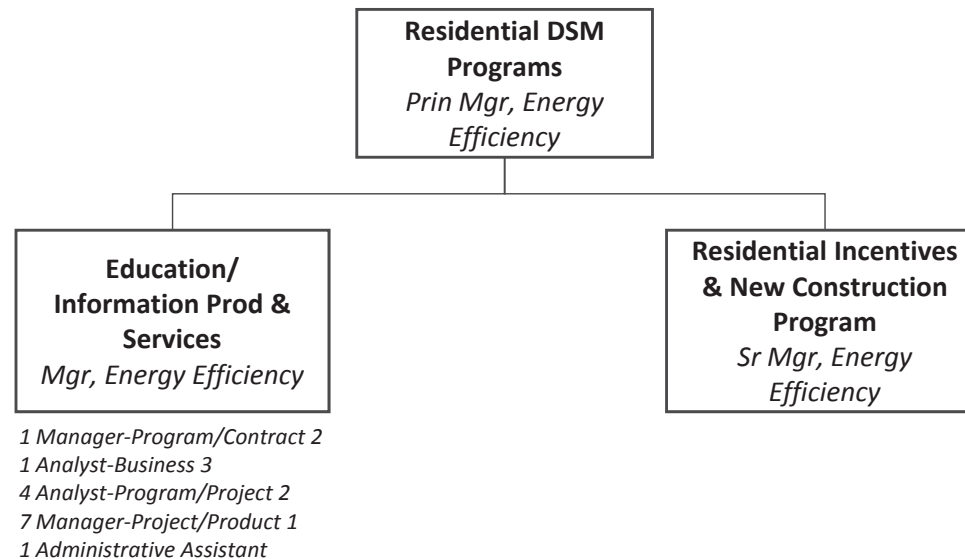 Residential DSM
Programs
Prin Mgr, Energy
Efficiency
Education/
Information Prod &
Services
Mgr, Energy Efficiency
1 Manager-Program/Contract 2
1 Analyst-Business 3
4 Analyst-Program/Project 2
7 Manager-Project/Product 1
1 Administrative Assistant
Residential Incentives
& New Construction
Program
Sr Mgr, Energy
Efficiency